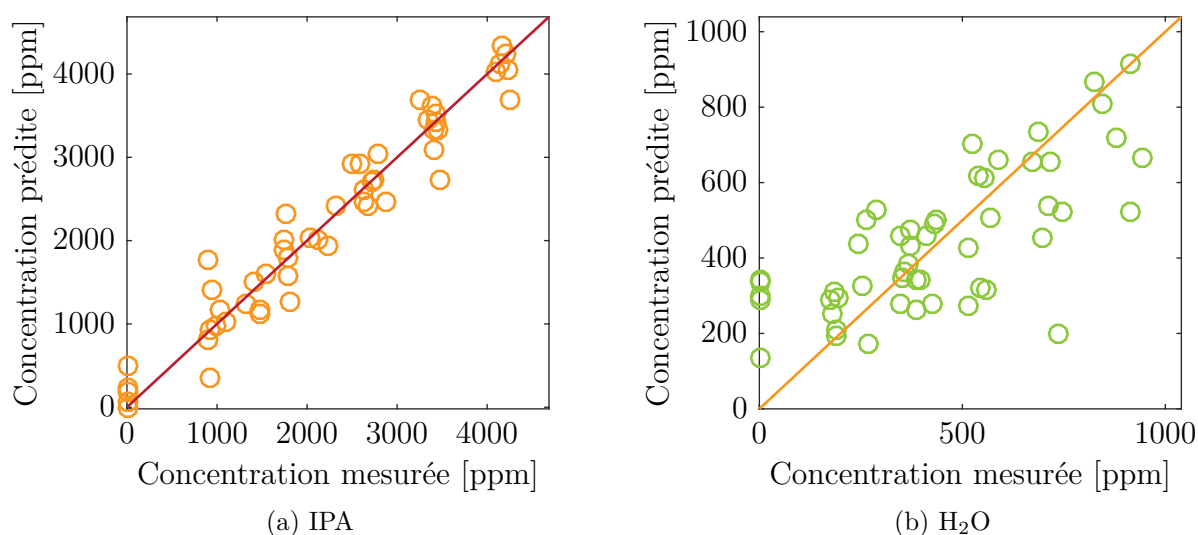 Concentration prédite [ppm]
4000
3000
2000
1000
0
0 1000 2000 3000 4000
Concentration mesurée [ppm]
(a) IPA
Concentration prédite [ppm]
1000
800
600
400
200
0
0 500 1000
Concentration mesurée [ppm]
(b) H₂O